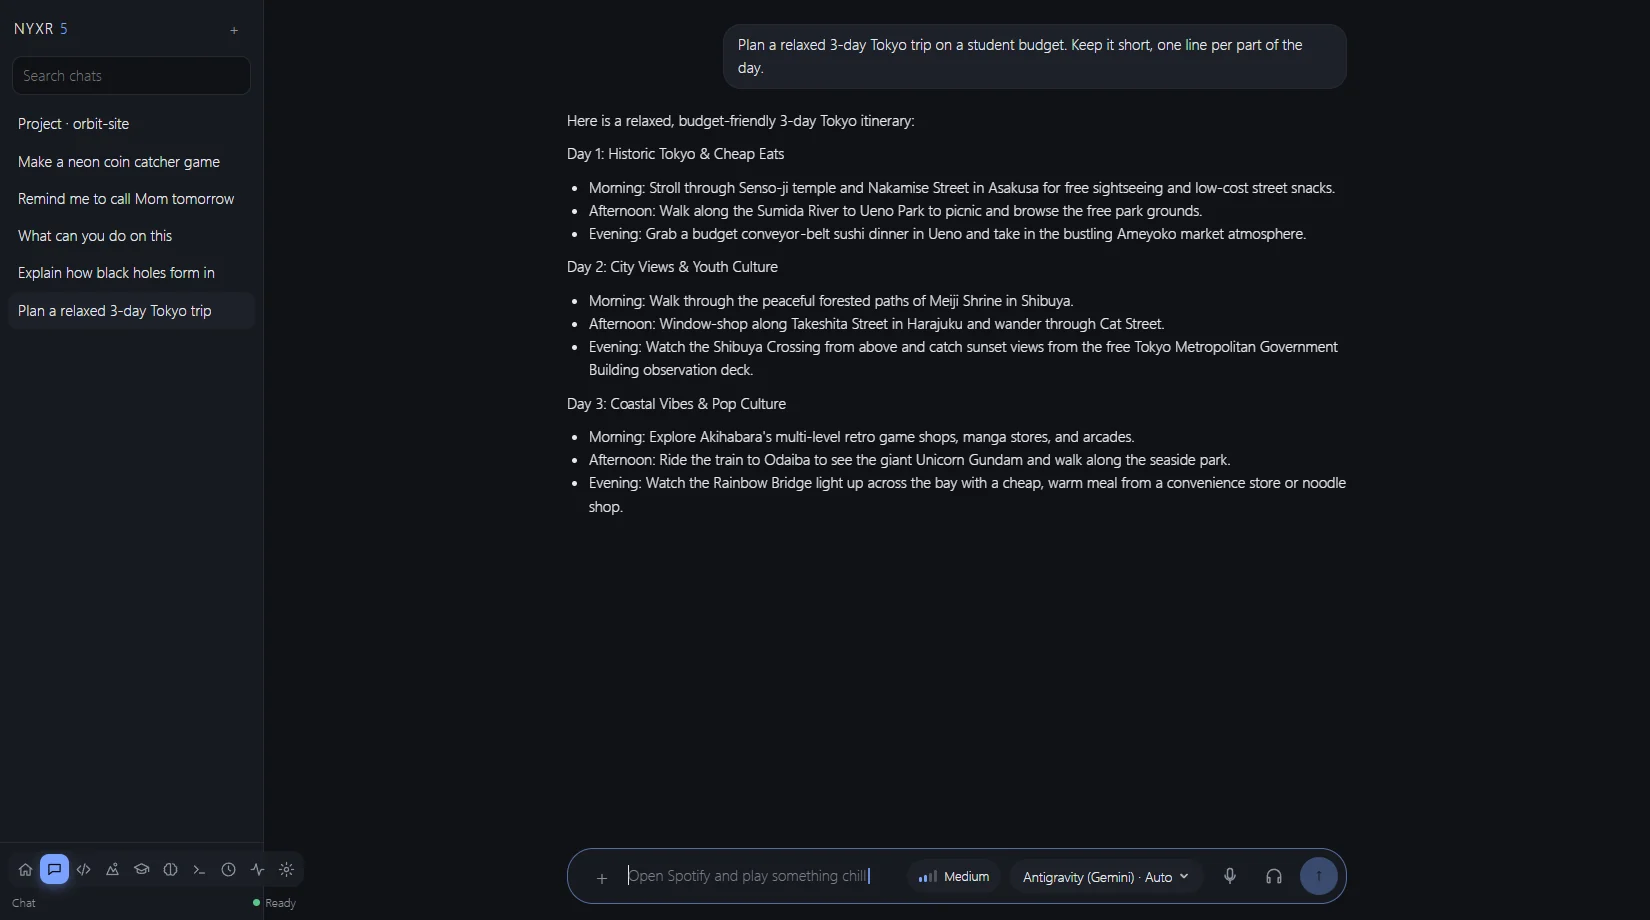 NYXR 5
+
Search chats
Project · orbit-site
Make a neon coin catcher game
Remind me to call Mom tomorrow
What can you do on this
Explain how black holes form in
Plan a relaxed 3-day Tokyo trip
Plan a relaxed 3-day Tokyo trip on a student budget. Keep it short, one line per part of the
day.
Here is a relaxed, budget-friendly 3-day Tokyo itinerary:
Day 1: Historic Tokyo & Cheap Eats
• Morning: Stroll through Senso-ji temple and Nakamise Street in Asakusa for free sightseeing and low-cost street snacks.
• Afternoon: Walk along the Sumida River to Ueno Park to picnic and browse the free park grounds.
• Evening: Grab a budget conveyor-belt sushi dinner in Ueno and take in the bustling Ameyoko market atmosphere.
Day 2: City Views & Youth Culture
• Morning: Walk through the peaceful forested paths of Meiji Shrine in Shibuya.
• Afternoon: Window-shop along Takeshita Street in Harajuku and wander through Cat Street.
• Evening: Watch the Shibuya Crossing from above and catch sunset views from the free Tokyo Metropolitan Government
Building observation deck.
Day 3: Coastal Vibes & Pop Culture
• Morning: Explore Akihabara's multi-level retro game shops, manga stores, and arcades.
• Afternoon: Ride the train to Odaiba to see the giant Unicorn Gundam and walk along the seaside park.
• Evening: Watch the Rainbow Bridge light up across the bay with a cheap, warm meal from a convenience store or noodle
shop.
+ Open Spotify and play something chill
Medium
Antigravity (Gemini) · Auto
Chat
Ready